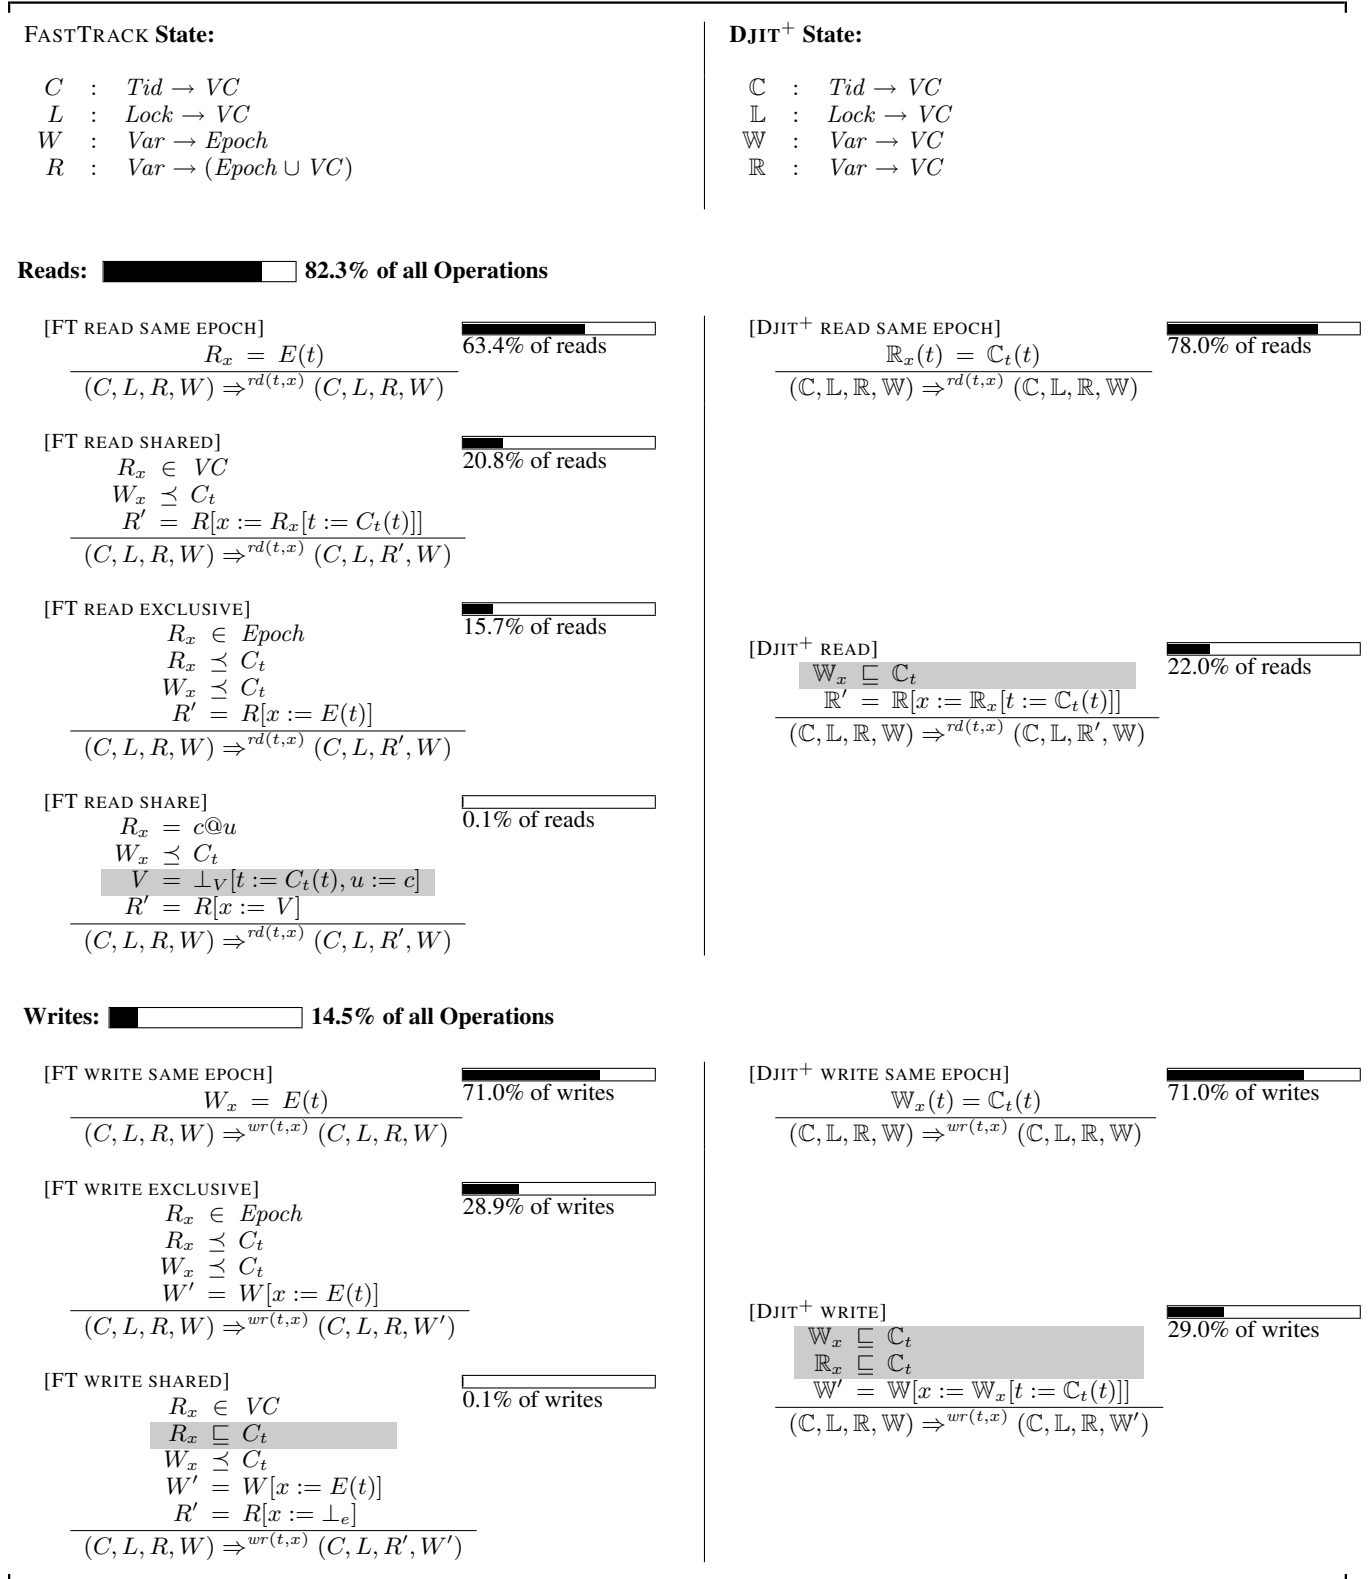 FASTTRACK State:
C : Tid → VC
L : Lock → VC
W : Var → Epoch
R : Var → (Epoch ∪ VC)
DJIT+ State:
ℂ : Tid → VC
𝕃 : Lock → VC
𝕎 : Var → VC
ℝ : Var → VC
Reads: 82.3% of all Operations
[FT READ SAME EPOCH]
63.4% of reads
R_x = E(t)
(C, L, R, W) ⇒^{rd(t,x)} (C, L, R, W)
[FT READ SHARED]
20.8% of reads
R_x ∈ VC
W_x ⪯ C_t
R′ = R[x := R_x[t := C_t(t)]]
(C, L, R, W) ⇒^{rd(t,x)} (C, L, R′, W)
[FT READ EXCLUSIVE]
15.7% of reads
R_x ∈ Epoch
R_x ⪯ C_t
W_x ⪯ C_t
R′ = R[x := E(t)]
(C, L, R, W) ⇒^{rd(t,x)} (C, L, R′, W)
[FT READ SHARE]
0.1% of reads
R_x = c@u
W_x ⪯ C_t
V = ⊥_V[t := C_t(t), u := c]
R′ = R[x := V]
(C, L, R, W) ⇒^{rd(t,x)} (C, L, R′, W)
[DJIT+ READ SAME EPOCH]
78.0% of reads
ℝ_x(t) = ℂ_t(t)
(ℂ, 𝕃, ℝ, 𝕎) ⇒^{rd(t,x)} (ℂ, 𝕃, ℝ, 𝕎)
[DJIT+ READ]
22.0% of reads
𝕎_x ⊑ ℂ_t
ℝ′ = ℝ[x := ℝ_x[t := ℂ_t(t)]]
(ℂ, 𝕃, ℝ, 𝕎) ⇒^{rd(t,x)} (ℂ, 𝕃, ℝ′, 𝕎)
Writes: 14.5% of all Operations
[FT WRITE SAME EPOCH]
71.0% of writes
W_x = E(t)
(C, L, R, W) ⇒^{wr(t,x)} (C, L, R, W)
[FT WRITE EXCLUSIVE]
28.9% of writes
R_x ∈ Epoch
R_x ⪯ C_t
W_x ⪯ C_t
W′ = W[x := E(t)]
(C, L, R, W) ⇒^{wr(t,x)} (C, L, R, W′)
[FT WRITE SHARED]
0.1% of writes
R_x ∈ VC
R_x ⊑ C_t
W_x ⪯ C_t
W′ = W[x := E(t)]
R′ = R[x := ⊥_e]
(C, L, R, W) ⇒^{wr(t,x)} (C, L, R′, W′)
[DJIT+ WRITE SAME EPOCH]
71.0% of writes
𝕎_x(t) = ℂ_t(t)
(ℂ, 𝕃, ℝ, 𝕎) ⇒^{wr(t,x)} (ℂ, 𝕃, ℝ, 𝕎)
[DJIT+ WRITE]
29.0% of writes
𝕎_x ⊑ ℂ_t
ℝ_x ⊑ ℂ_t
𝕎′ = 𝕎[x := 𝕎_x[t := ℂ_t(t)]]
(ℂ, 𝕃, ℝ, 𝕎) ⇒^{wr(t,x)} (ℂ, 𝕃, ℝ, 𝕎′)